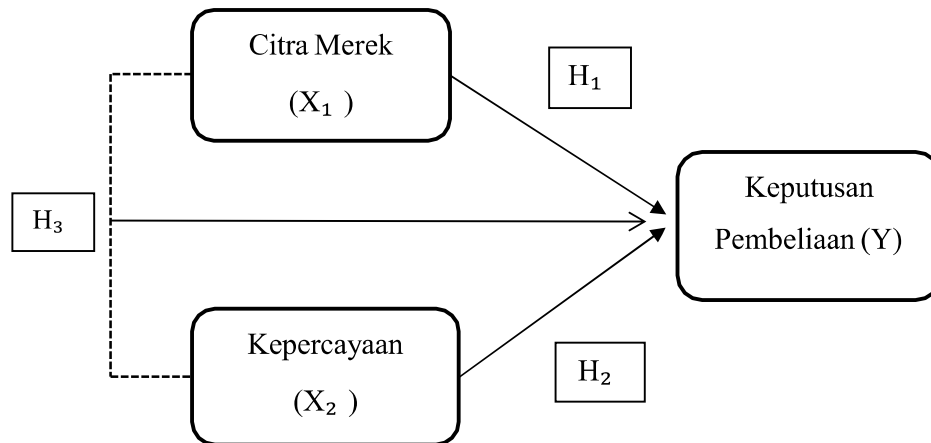 Citra Merek
(X₁ )
H₁
Keputusan
Pembeliaan (Y)
H₃
Kepercayaan
(X₂ )
H₂